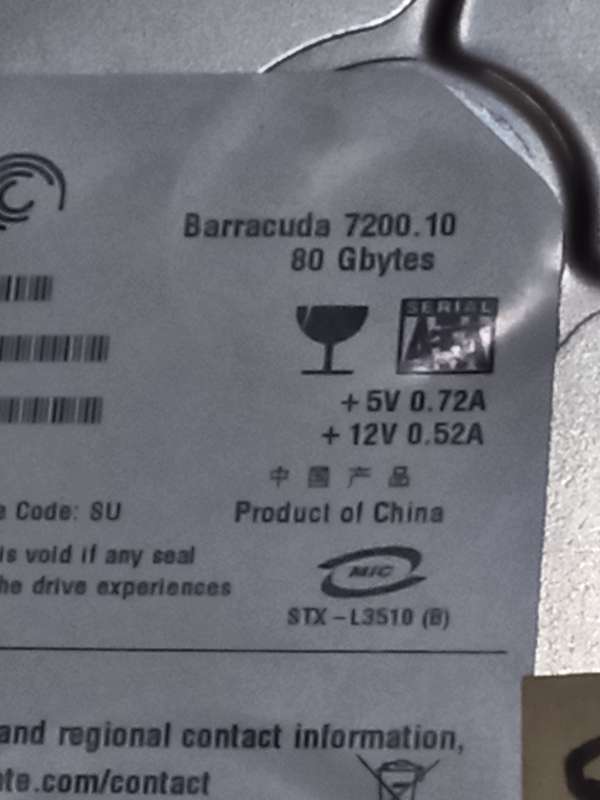 Barracuda 7200.10
80 Gbytes
SERIAL
ATA
+5V 0.72A
+12V 0.52A
中国产品
e Code: SU
Product of China
is void if any seal
he drive experiences
MIC
STX-L3510 (B)
and regional contact information,
te.com/contact